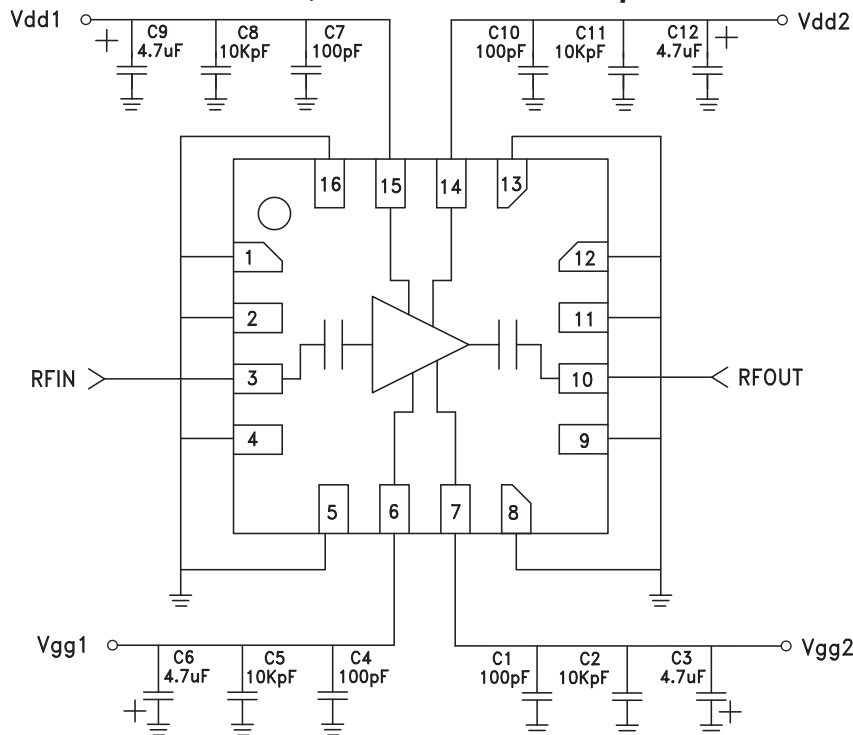 Vdd1
C9
4.7uF
C8
10KpF
C7
100pF
C10
100pF
C11
10KpF
C12
4.7uF
Vdd2
+
+
16
15
14
13
1
12
2
11
RFIN
3
10
RFOUT
4
9
5
6
7
8
Vgg1
C6
4.7uF
C5
10KpF
C4
100pF
C1
100pF
C2
10KpF
C3
4.7uF
Vgg2
+
+